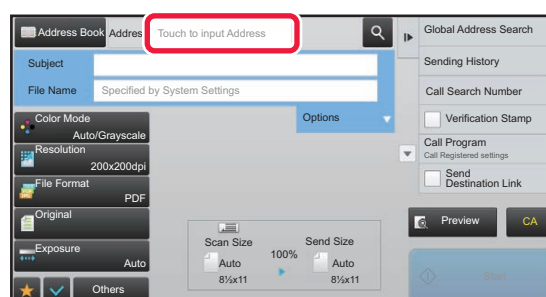 Address Book
Addres
Touch to input Address
Subject
File Name
Specified by System Settings
Options
Color Mode
Auto/Grayscale
Resolution
200x200dpi
File Format
PDF
Original
Exposure
Auto
Others
Scan Size
Auto
8½x11
100%
Send Size
Auto
8½x11
Global Address Search
Sending History
Call Search Number
Verification Stamp
Call Program
Call Registered settings
Send
Destination Link
Preview
CA
Start